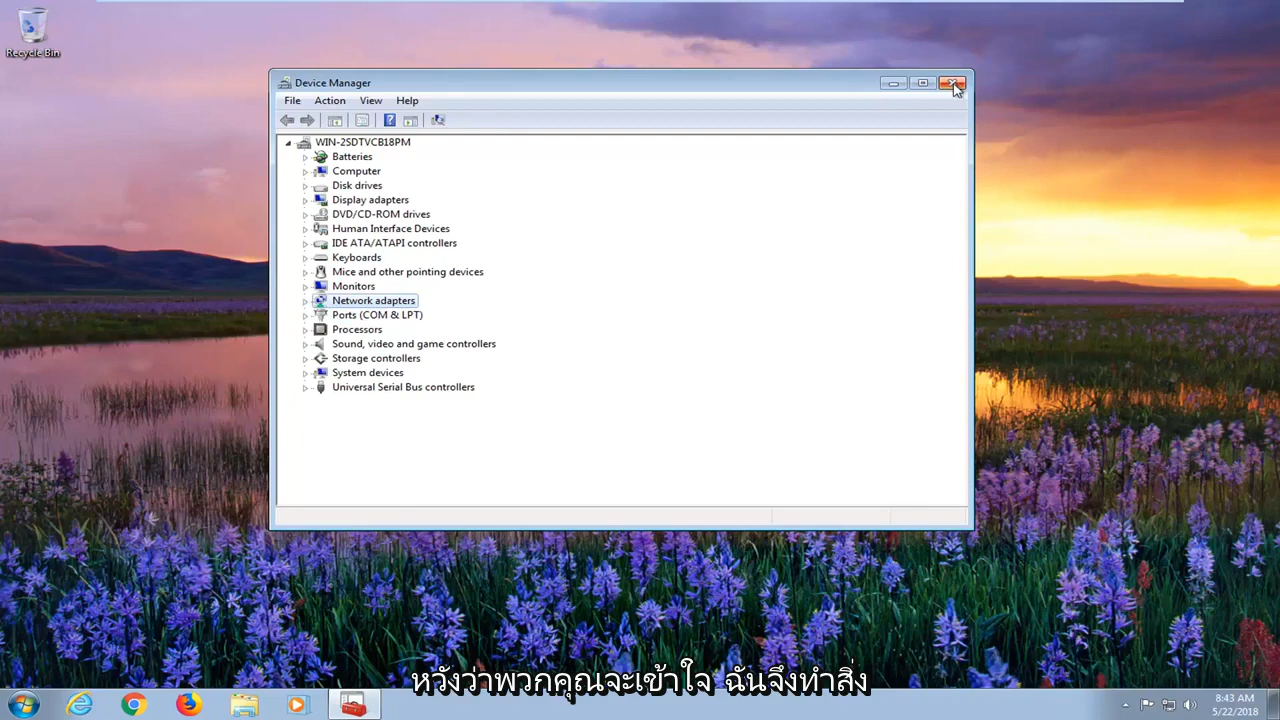 Recycle Bin
Device Manager
File Action View Help
WIN-2SDTVCB18PM
Batteries
Computer
Disk drives
Display adapters
DVD/CD-ROM drives
Human Interface Devices
IDE ATA/ATAPI controllers
Keyboards
Mice and other pointing devices
Monitors
Network adapters
Ports (COM & LPT)
Processors
Sound, video and game controllers
Storage controllers
System devices
Universal Serial Bus controllers
หวังว่าพวกคุณจะเข้าใจ ฉันจึงทำสิ่ง
8:43 AM
5/22/2018